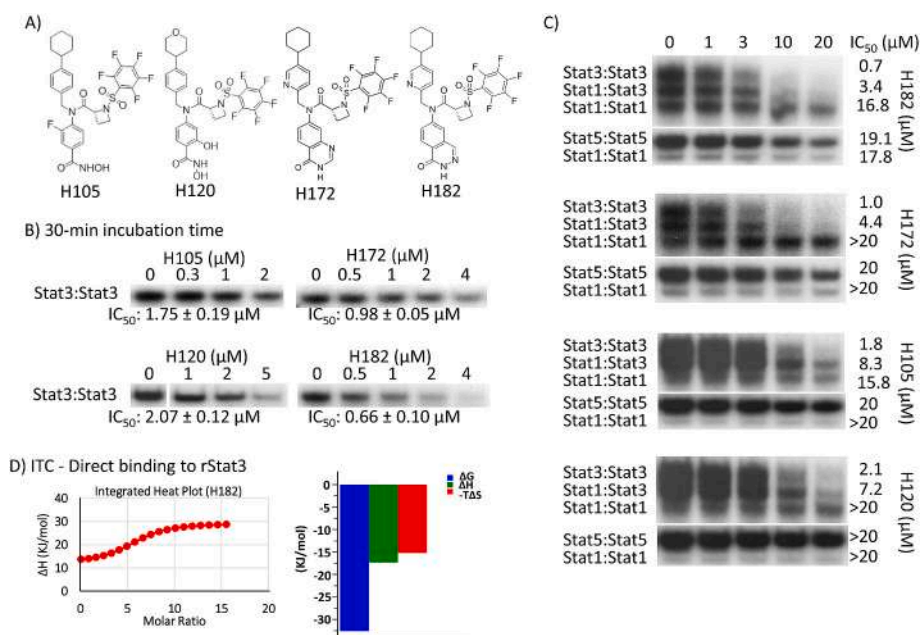 A)
H105
H120
H172
H182
B) 30-min incubation time
H105 (μM)
0 0.3 1 2
Stat3:Stat3
IC50: 1.75 ± 0.19 μM
H172 (μM)
0 0.5 1 2 4
IC50: 0.98 ± 0.05 μM
H120 (μM)
0 1 2 5
Stat3:Stat3
IC50: 2.07 ± 0.12 μM
H182 (μM)
0 0.5 1 2 4
IC50: 0.66 ± 0.10 μM
C)
0 1 3 10 20 (μM) IC50
Stat3:Stat3 0.7
Stat1:Stat3 3.4
Stat1:Stat1 16.8
Stat5:Stat5 19.1
Stat1:Stat1 17.8
H182 (μM)
Stat3:Stat3 1.0
Stat1:Stat3 4.4
Stat1:Stat1 >20
Stat5:Stat5 20
Stat1:Stat1 >20
H172 (μM)
Stat3:Stat3 1.8
Stat1:Stat3 8.3
Stat1:Stat1 15.8
Stat5:Stat5 20
Stat1:Stat1 >20
H105 (μM)
Stat3:Stat3 2.1
Stat1:Stat3 7.2
Stat1:Stat1 >20
Stat5:Stat5 >20
Stat1:Stat1 >20
H120 (μM)
D) ITC - Direct binding to rStat3
Integrated Heat Plot (H182)
ΔH (KJ/mol)
40
30
20
10
0
0 5 10 15 20
Molar Ratio
ΔG
ΔH
-TΔS
(KJ/mol)
0
-5
-10
-15
-20
-25
-30